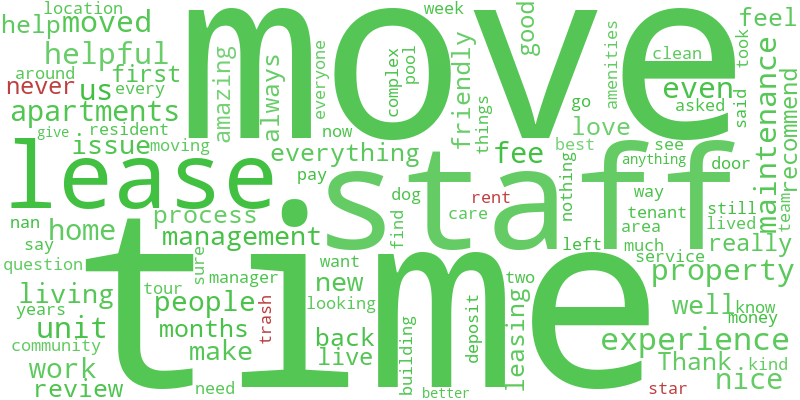 location
week
help
moved
move
good
feel
helpful
amazing
everyone
complex
pool
friendly
amenities
clean
took
around
first
never
us
every
always
things
go
even
asked
said
maintenance
recommend
apartments
give
resident
now
love
issue
moving
best
see
lease
everything
fee
nothing
anything
door
pay
staff
dog
rent
way
tenant
still
team
nan
process
find
care
area
lived
home
say
management
left
much
service
really
question
sure
time
manager
want
two
property
living
tour
new
looking
years
people
trash
building
deposit
leasing
well
know
money
unit
months
back
experience
community
make
live
Thank
kind
work
review
need
better
star
nice